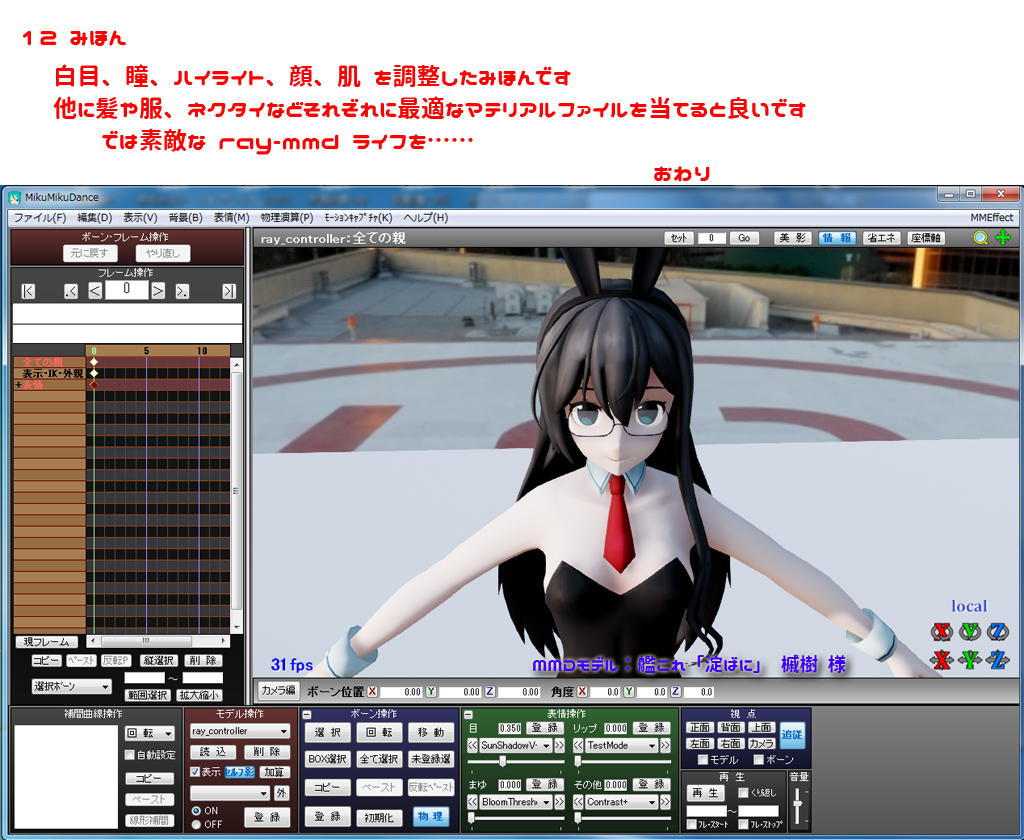 12 みほん
白目、瞳、ハイライト、顔、肌 を調整したみほんです
他に髪や服、ネクタイなどそれぞれに最適なマテリアルファイルを当てると良いです
では素敵な ray-mmd ライフを……
おわり
MikuMikuDance
ファイル(F) 編集(D) 表示(V) 背景(B) 表情(M) 物理演算(P) ﾓｰｼｮﾝｷｬﾌﾟﾁｬ(K) ヘルプ(H) MMEffect
ボーン・フレーム操作
元に戻す やり直し
フレーム操作
|< .< < 0 > >. >|
0 5 10
全ての親
表示・IK・外親
+表情
現フレーム
コピー ﾍﾟｰｽﾄ 反転P 縦選択 削 除
選択ﾎﾞｰﾝ ～
範囲選択 拡大縮小
ray_controller:全ての親 ｾｯﾄ 0 Go 美 影 情 報 省エネ 座標軸
local
X Y Z
X Y Z
31 fps
MMDモデル：艦これ「淀ばに」 槭樹 様
カメラ編 ボーン位置 X 0.00 Y 0.00 Z 0.00 角度 X 0.0 Y 0.0 Z 0.0
補間曲線操作
回 転
自動設定
コピー
ペースト
線形補間
モデル操作
ray_controller
読 込 削 除
表示 ｾﾙﾌ影 加算
外
ON
OFF
登 録
ボーン操作
選 択 回 転 移 動
BOX選択 全て選択 未登録選
コピー ペースト 反転ペースト
登 録 初期化 物 理
表情操作
目 0.350 登 録 リップ 0.000 登 録
<< SunShadowV- >> << TestMode >>
まゆ 0.000 登 録 その他 0.000 登 録
<< BloomThresh- >> << Contrast+ >>
視 点
正面 背面 上面 追従
左面 右面 カメラ
モデル ボーン
再 生
再 生 くり返し
～
ﾌﾚ･ｽﾀｰﾄ ﾌﾚ･ｽﾄｯﾌﾟ
音量